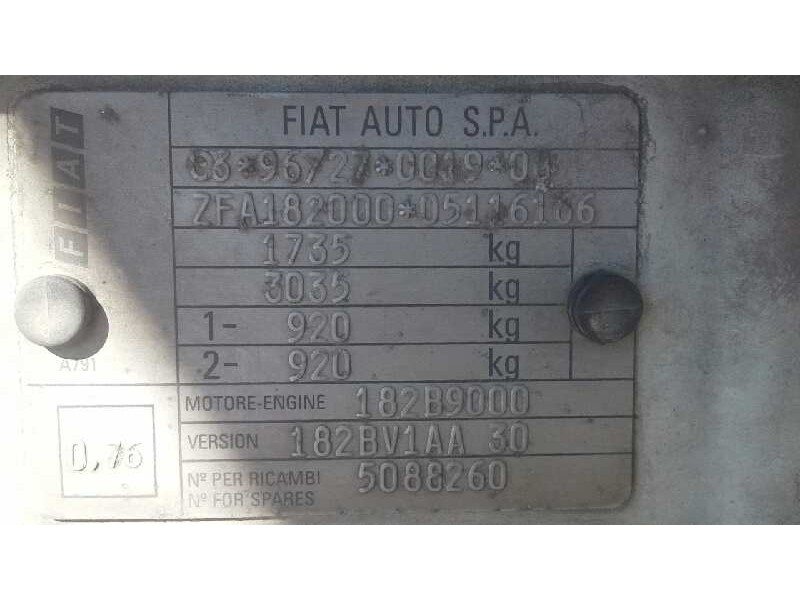 FIAT
FIAT AUTO S.P.A.
ZFA182000*05116166
1735 kg
3035 kg
1- 920 kg
2- 920 kg
A791
MOTORE-ENGINE 182B9000
VERSION 182BV1AA 30
0,76
Nº PER RICAMBI 5088260
Nº FOR SPARES